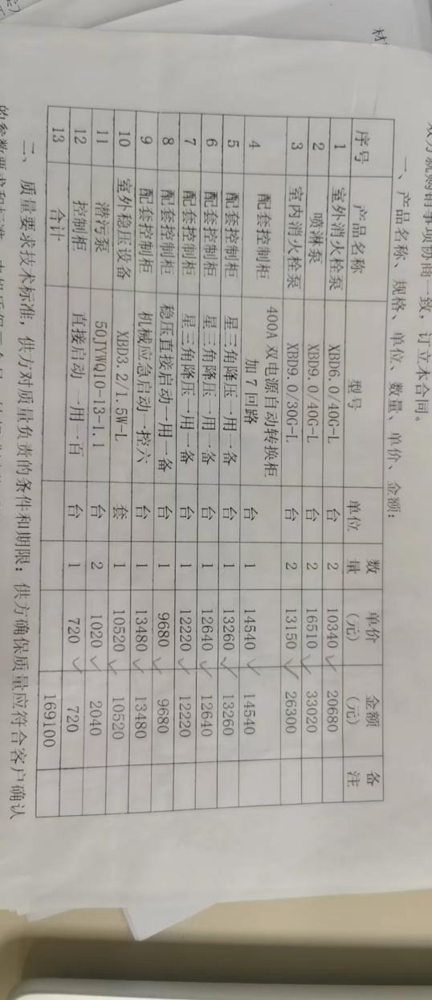 材
双方就购销事项协商一致，订立本合同。
一、产品名称、规格、单位、数量、单价、金额：
序号 产品名称 型号 单位 数量 单价（元） 金额（元） 备注
1 室外消火栓泵 XBD6.0/40G-L 台 2 10340 20680
2 喷淋泵 XBD9.0/40G-L 台 2 16510 33020
3 室内消火栓泵 XBD9.0/30G-L 台 2 13150 26300
4 配套控制柜 400A双电源自动转换柜加7回路 台 1 14540 14540
5 配套控制柜 星三角降压一用一备 台 1 13260 13260
6 配套控制柜 星三角降压一用一备 台 1 12640 12640
7 配套控制柜 星三角降压一用一备 台 1 12220 12220
8 配套控制柜 稳压直接启动一用一备 台 1 9680 9680
9 配套控制柜 机械应急启动一控六 台 1 13480 13480
10 室外稳压设备 XBD3.2/1.5W-L 套 1 10520 10520
11 潜污泵 50JYWQ10-13-1.1 台 2 1020 2040
12 控制柜 直接启动一用一百 台 1 720 720
13 合计 169100
二、质量要求技术标准，供方对质量负责的条件和期限：供方确保质量应符合客户确认
的参数要求和标准